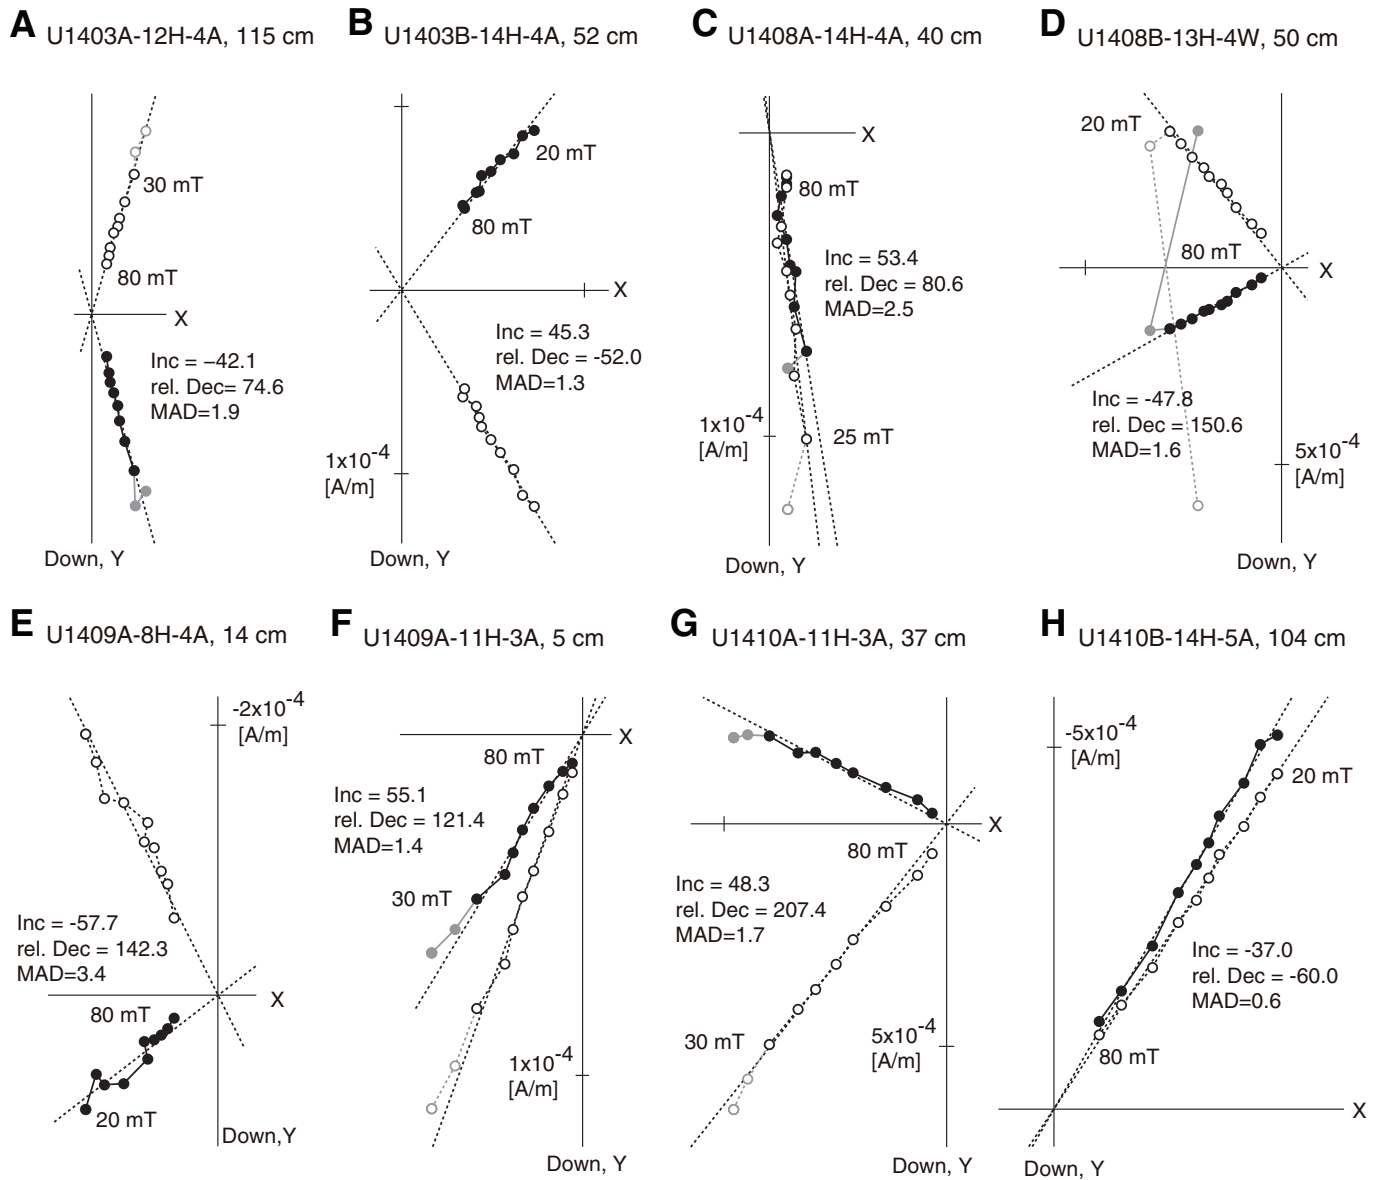 A U1403A-12H-4A, 115 cm
30 mT
80 mT
X
Inc = −42.1
rel. Dec= 74.6
MAD=1.9
Down, Y
B U1403B-14H-4A, 52 cm
20 mT
80 mT
X
Inc = 45.3
rel. Dec = -52.0
MAD=1.3
1x10-4
[A/m]
Down, Y
C U1408A-14H-4A, 40 cm
X
80 mT
Inc = 53.4
rel. Dec = 80.6
MAD=2.5
1x10-4
[A/m]
25 mT
Down, Y
D U1408B-13H-4W, 50 cm
20 mT
80 mT
X
Inc = -47.8
rel. Dec = 150.6
MAD=1.6
5x10-4
[A/m]
Down, Y
E U1409A-8H-4A, 14 cm
-2x10-4
[A/m]
Inc = -57.7
rel. Dec = 142.3
MAD=3.4
X
80 mT
20 mT
Down,Y
F U1409A-11H-3A, 5 cm
X
80 mT
Inc = 55.1
rel. Dec = 121.4
MAD=1.4
30 mT
1x10-4
[A/m]
Down, Y
G U1410A-11H-3A, 37 cm
X
80 mT
Inc = 48.3
rel. Dec = 207.4
MAD=1.7
30 mT
5x10-4
[A/m]
Down, Y
H U1410B-14H-5A, 104 cm
-5x10-4
[A/m]
20 mT
Inc = -37.0
rel. Dec = -60.0
MAD=0.6
80 mT
X
Down, Y